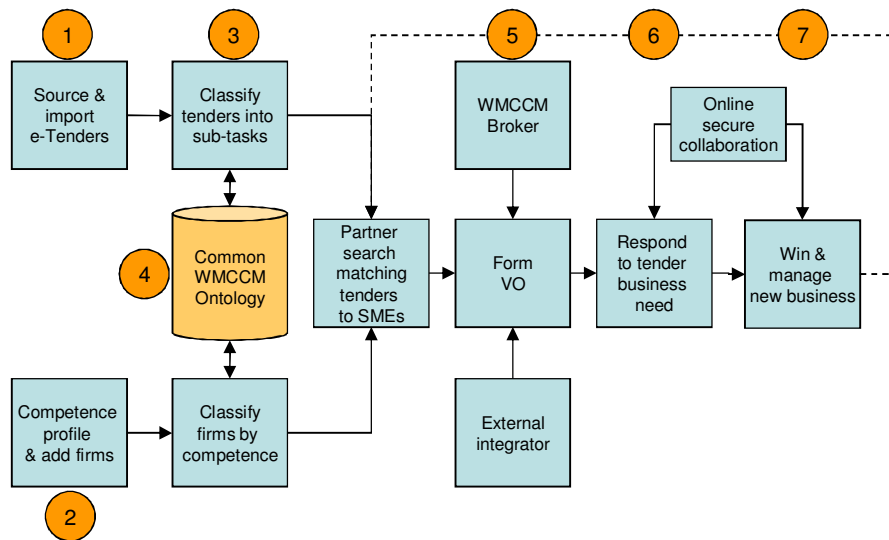 1
3
5
6
7
Source &
import
e-Tenders
Classify
tenders into
sub-tasks
WMCCM
Broker
Online
secure
collaboration
4
Common
WMCCM
Ontology
Partner
search
matching
tenders
to SMEs
Form
VO
Respond
to tender
business
need
Win &
manage
new business
Competence
profile
& add firms
Classify
firms by
competence
External
integrator
2